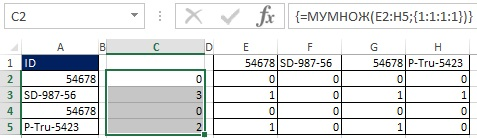 C2 fx {=МУМНОЖ(E2:H5;{1:1:1:1})}
A B C D E F G H
1 ID 54678 SD-987-56 54678 P-Tru-5423
2 54678 0 0 0 0 0
3 SD-987-56 3 1 0 1 1
4 54678 0 0 0 0 0
5 P-Tru-5423 2 1 0 1 0